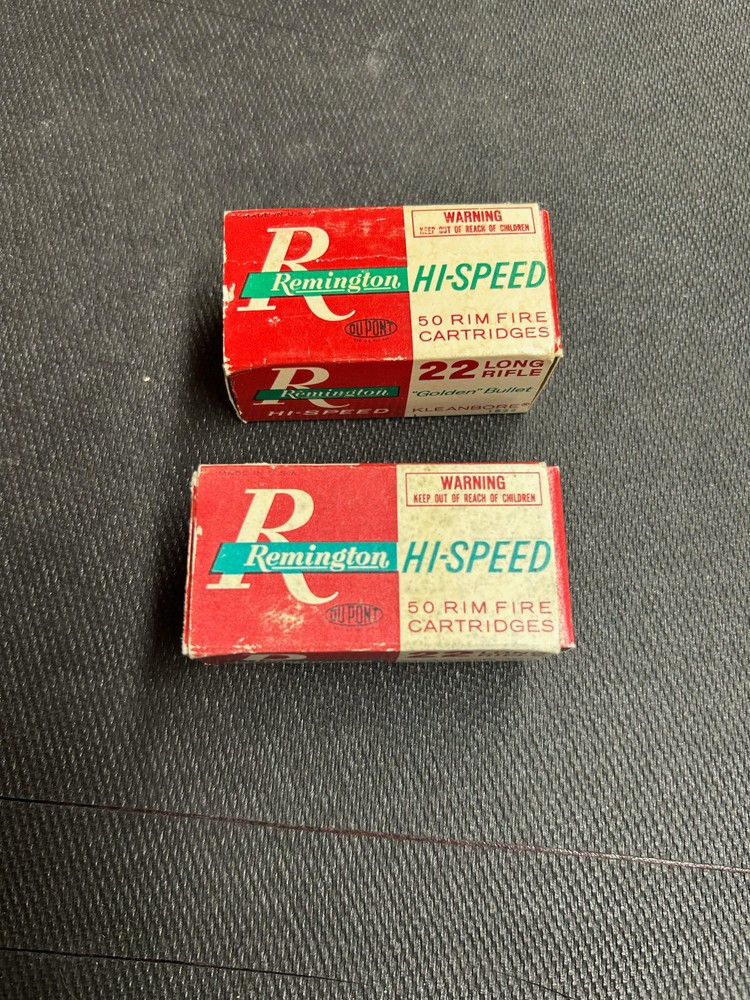 WARNING
KEEP OUT OF REACH OF CHILDREN
R
Remington HI-SPEED
DU PONT
50 RIM FIRE
CARTRIDGES
R
Remington
HI-SPEED
22 LONG
RIFLE
"Golden" Bullet
KLEANBORE®
WARNING
KEEP OUT OF REACH OF CHILDREN
R
Remington HI-SPEED
DU PONT
50 RIM FIRE
CARTRIDGES
R
22